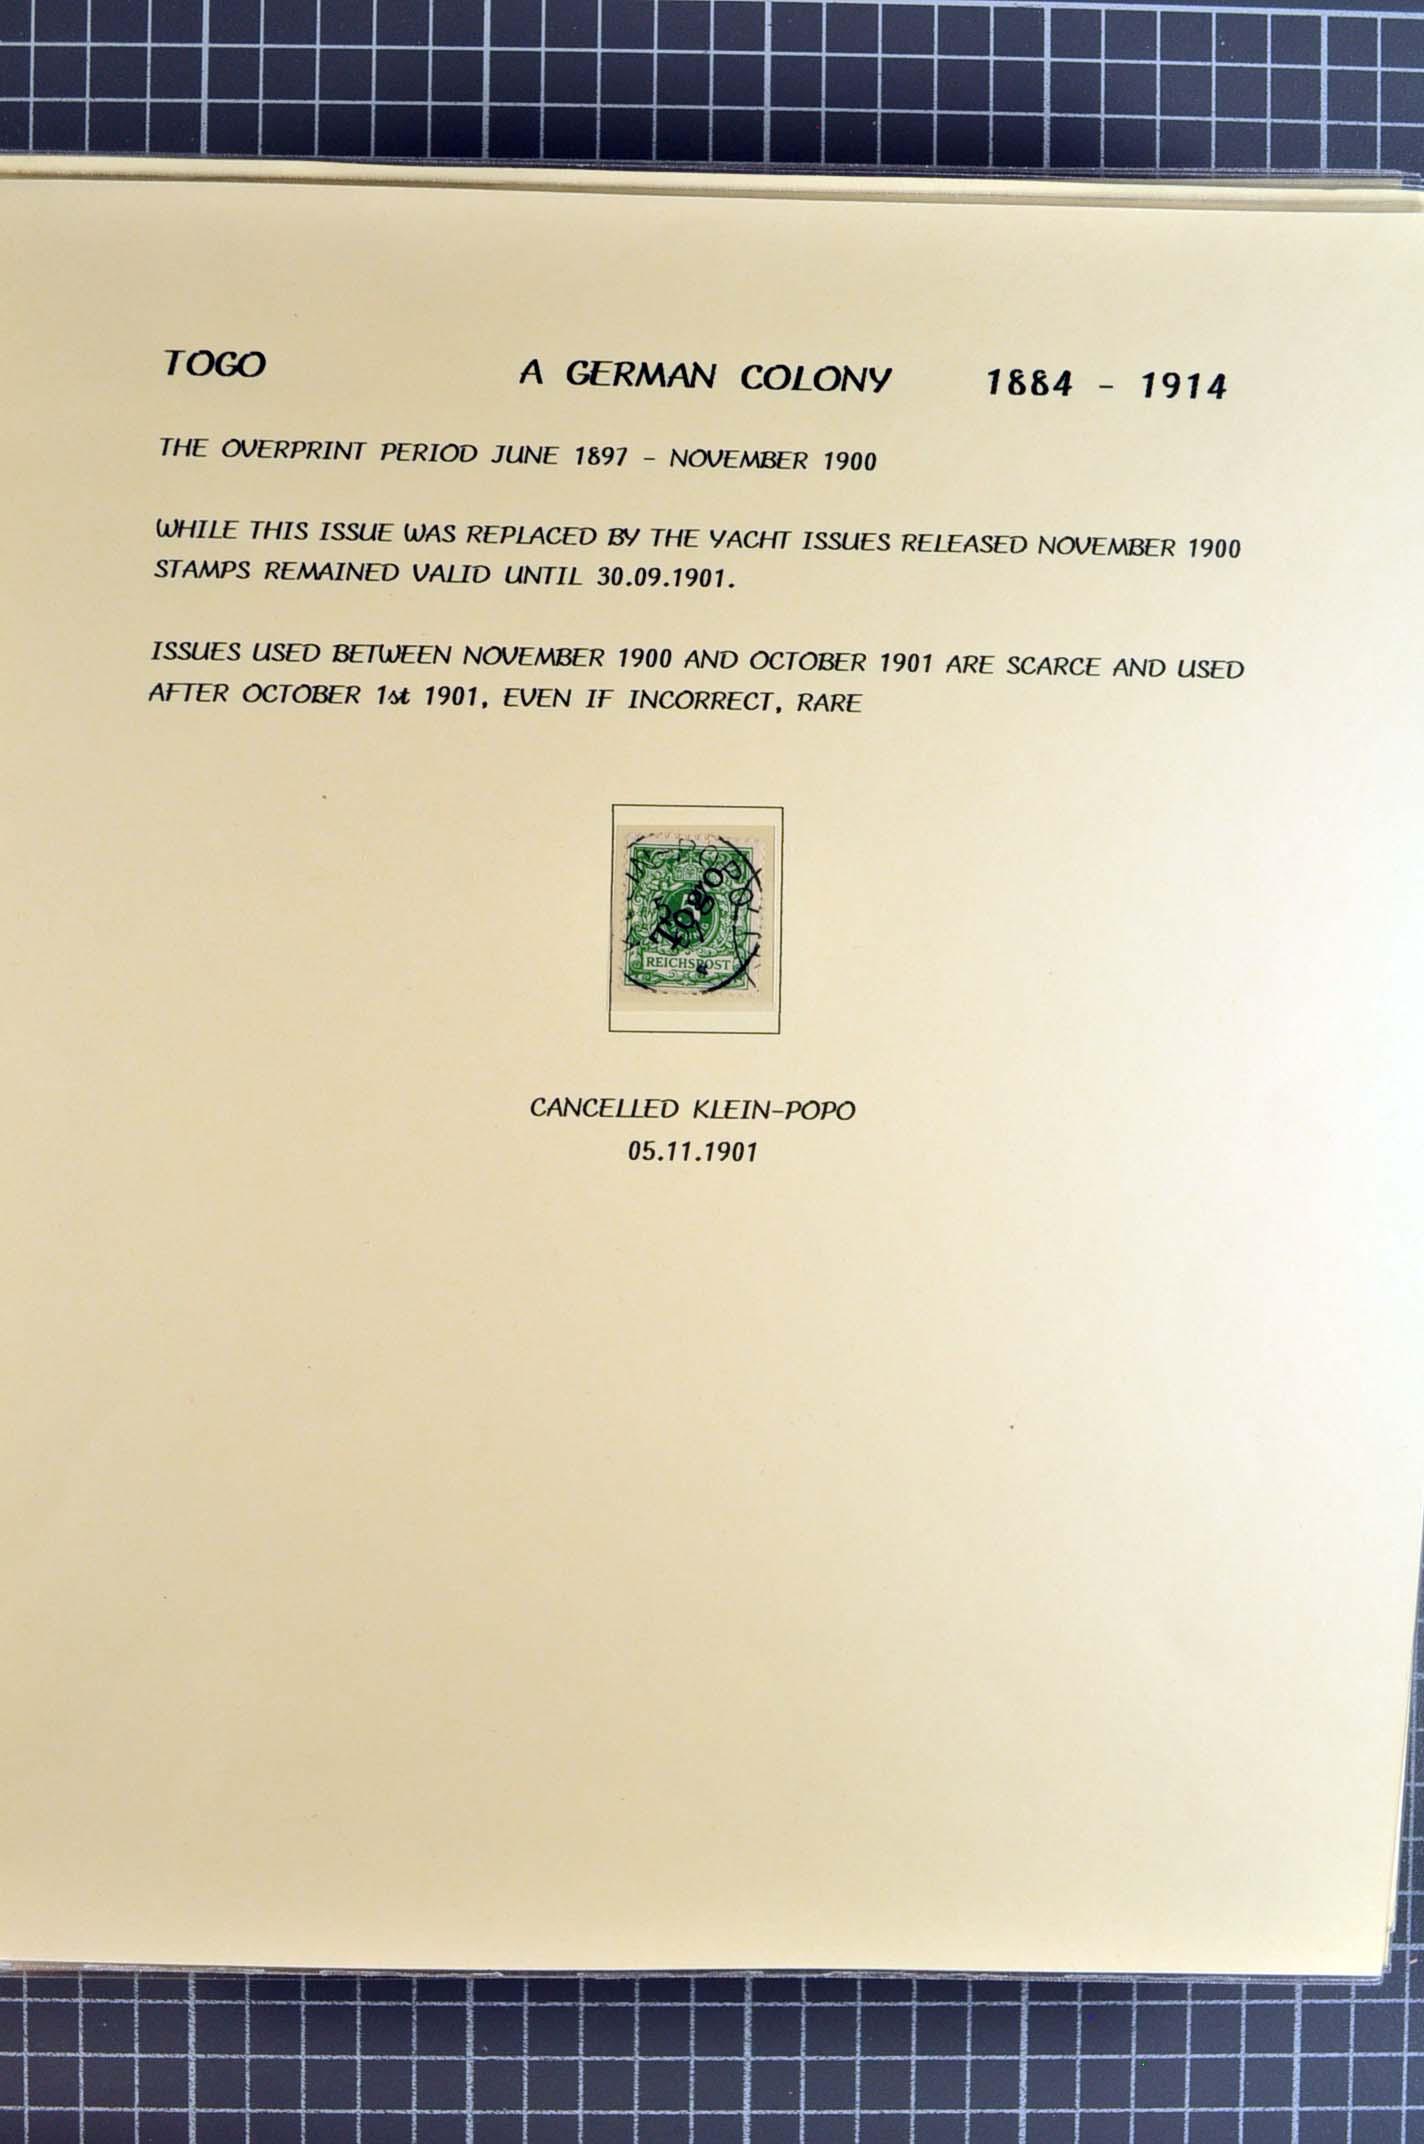 TOGO A GERMAN COLONY 1884 - 1914
THE OVERPRINT PERIOD JUNE 1897 - NOVEMBER 1900
WHILE THIS ISSUE WAS REPLACED BY THE YACHT ISSUES RELEASED NOVEMBER 1900
STAMPS REMAINED VALID UNTIL 30.09.1901.
ISSUES USED BETWEEN NOVEMBER 1900 AND OCTOBER 1901 ARE SCARCE AND USED
AFTER OCTOBER 1st 1901, EVEN IF INCORRECT, RARE
Togo
REICHSPOST
CANCELLED KLEIN-POPO
05.11.1901